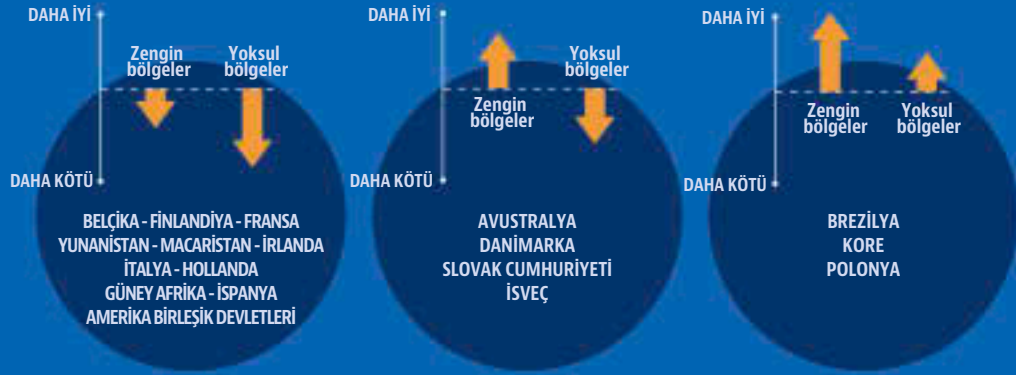 DAHA İYİ
Zengin
bölgeler
Yoksul
bölgeler
DAHA KÖTÜ
BELÇİKA - FİNLANDİYA - FRANSA
YUNANİSTAN - MACARİSTAN - İRLANDA
İTALYA - HOLLANDA
GÜNEY AFRİKA - İSPANYA
AMERİKA BİRLEŞİK DEVLETLERİ
DAHA İYİ
Zengin
bölgeler
Yoksul
bölgeler
DAHA KÖTÜ
AVUSTRALYA
DANİMARKA
SLOVAK CUMHURİYETİ
İSVEÇ
DAHA İYİ
Zengin
bölgeler
Yoksul
bölgeler
DAHA KÖTÜ
BREZİLYA
KORE
POLONYA